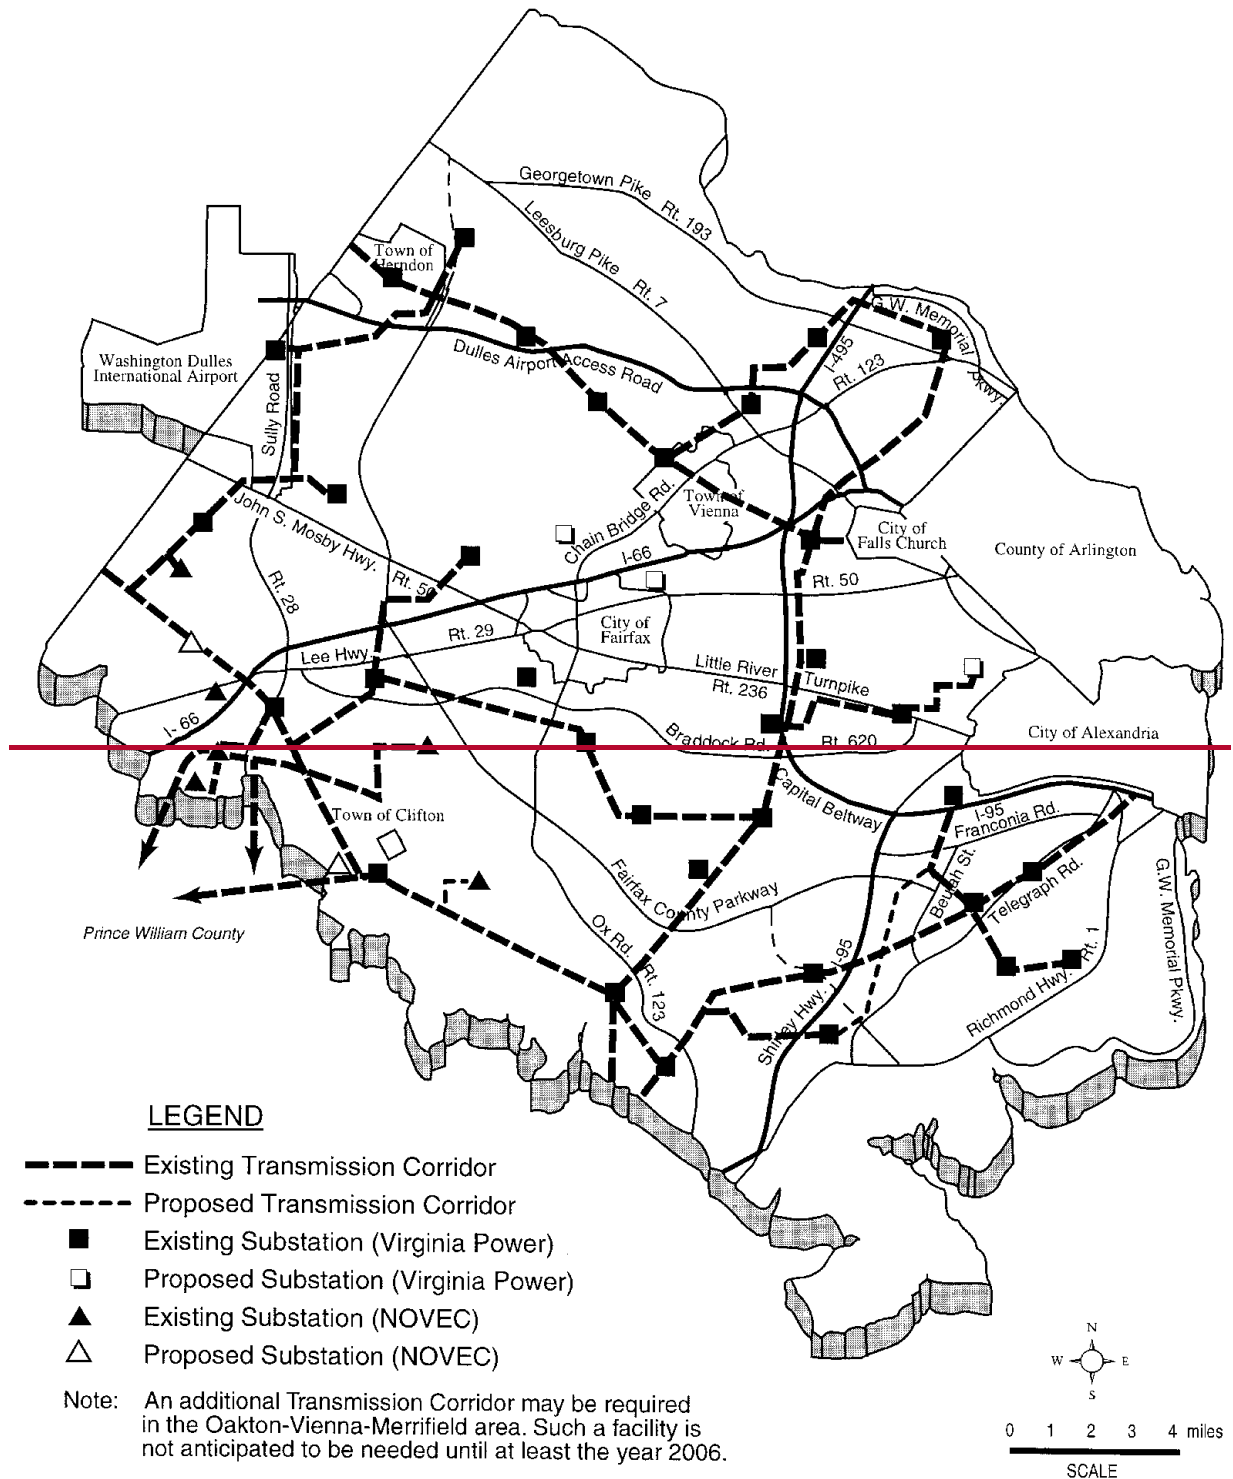 Georgetown Pike
Rt. 193
Leesburg Pike
Rt. 7
Town of
Herndon
G.W. Memorial Pkwy.
I-495
Rt. 123
Dulles Airport Access Road
Washington Dulles
International Airport
Sully Road
John S. Mosby Hwy.
Rt. 50
Chain Bridge Rd.
Town of
Vienna
I-66
City of
Falls Church
County of Arlington
Rt. 50
Rt. 28
Rt. 29
Lee Hwy.
City of
Fairfax
Little River Turnpike
Rt. 236
I-66
Braddock Rd.
Rt. 620
City of Alexandria
Capital Beltway
I-95
Franconia Rd.
Town of Clifton
Fairfax County Parkway
Beulah St.
Telegraph Rd.
G.W. Memorial Pkwy.
Prince William County
Ox Rd.
Rt. 123
I-95
Shirley Hwy.
Richmond Hwy.
Rt. 1
LEGEND
Existing Transmission Corridor
Proposed Transmission Corridor
Existing Substation (Virginia Power)
Proposed Substation (Virginia Power)
Existing Substation (NOVEC)
Proposed Substation (NOVEC)
Note: An additional Transmission Corridor may be required
in the Oakton-Vienna-Merrifield area. Such a facility is
not anticipated to be needed until at least the year 2006.
N
W E
S
0 1 2 3 4 miles
SCALE